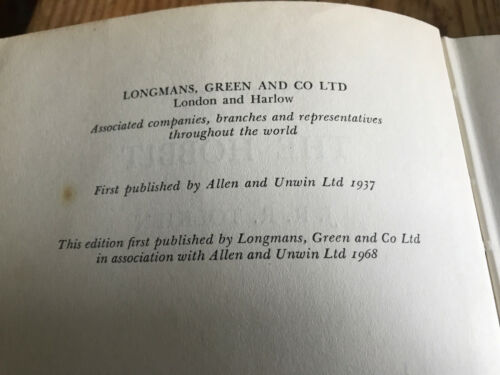 LONGMANS, GREEN AND CO LTD
London and Harlow
Associated companies, branches and representatives
throughout the world
First published by Allen and Unwin Ltd 1937
This edition first published by Longmans, Green and Co Ltd
in association with Allen and Unwin Ltd 1968